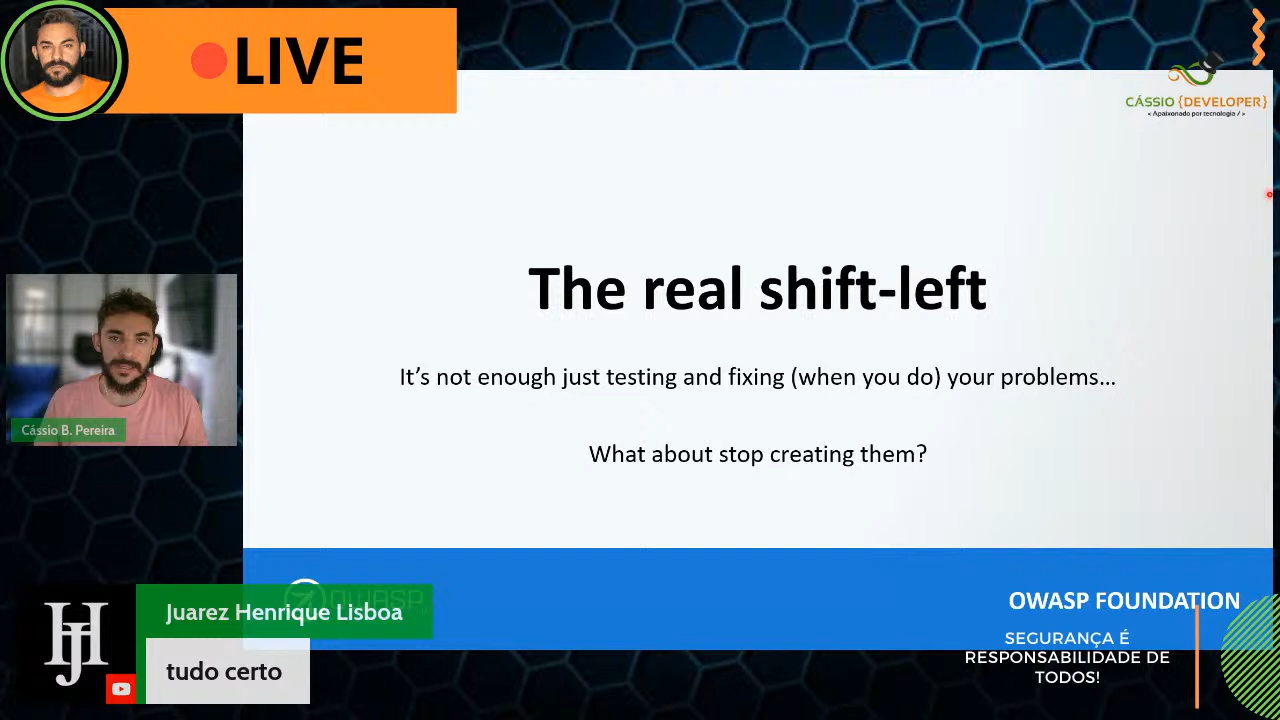 LIVE
CÁSSIO {DEVELOPER}
< Apaixonado por tecnologia / >
The real shift-left
It's not enough just testing and fixing (when you do) your problems...
What about stop creating them?
Cássio B. Pereira
OWASP
Juarez Henrique Lisboa
tudo certo
OWASP FOUNDATION
SEGURANÇA É
RESPONSABILIDADE DE
TODOS!